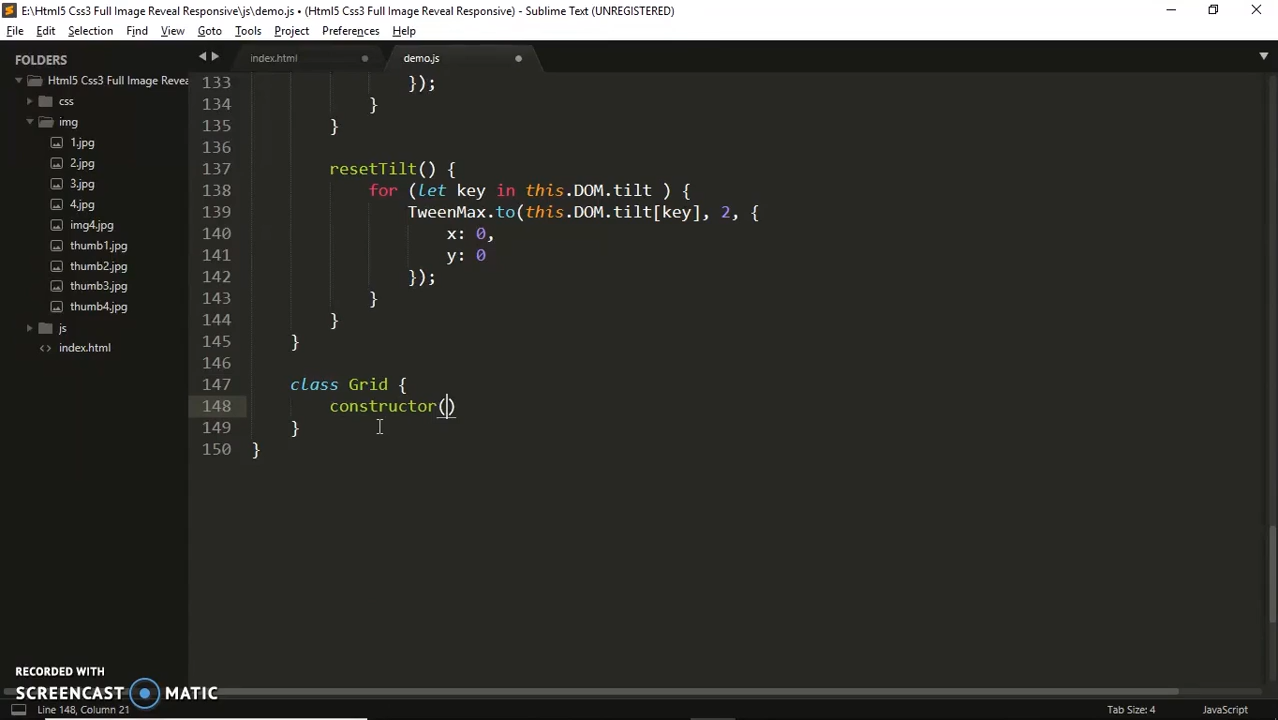 E:\Html5 Css3 Full Image Reveal Responsive\js\demo.js • (Html5 Css3 Full Image Reveal Responsive) - Sublime Text (UNREGISTERED)
File Edit Selection Find View Goto Tools Project Preferences Help
FOLDERS
Html5 Css3 Full Image Revea
css
img
1.jpg
2.jpg
3.jpg
4.jpg
img4.jpg
thumb1.jpg
thumb2.jpg
thumb3.jpg
thumb4.jpg
js
index.html
index.html
demo.js
133 });
134 }
135 }
136
137 resetTilt() {
138 for (let key in this.DOM.tilt ) {
139 TweenMax.to(this.DOM.tilt[key], 2, {
140 x: 0,
141 y: 0
142 });
143 }
144 }
145 }
146
147 class Grid {
148 constructor()
149 }
150 }
RECORDED WITH
SCREENCAST MATIC
Line 148, Column 21
Tab Size: 4
JavaScript